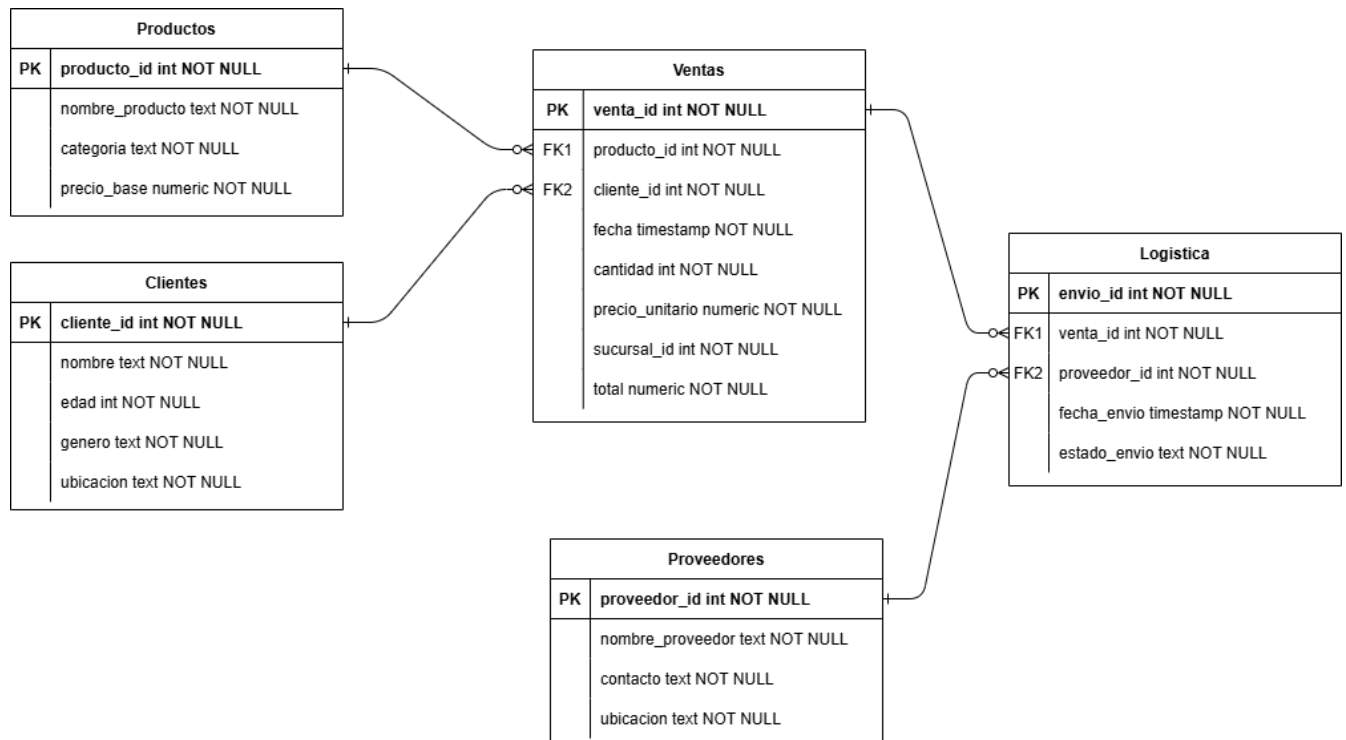 Productos
PK producto_id int NOT NULL
nombre_producto text NOT NULL
categoria text NOT NULL
precio_base numeric NOT NULL
Clientes
PK cliente_id int NOT NULL
nombre text NOT NULL
edad int NOT NULL
genero text NOT NULL
ubicacion text NOT NULL
Ventas
PK venta_id int NOT NULL
FK1 producto_id int NOT NULL
FK2 cliente_id int NOT NULL
fecha timestamp NOT NULL
cantidad int NOT NULL
precio_unitario numeric NOT NULL
sucursal_id int NOT NULL
total numeric NOT NULL
Logistica
PK envio_id int NOT NULL
FK1 venta_id int NOT NULL
FK2 proveedor_id int NOT NULL
fecha_envio timestamp NOT NULL
estado_envio text NOT NULL
Proveedores
PK proveedor_id int NOT NULL
nombre_proveedor text NOT NULL
contacto text NOT NULL
ubicacion text NOT NULL